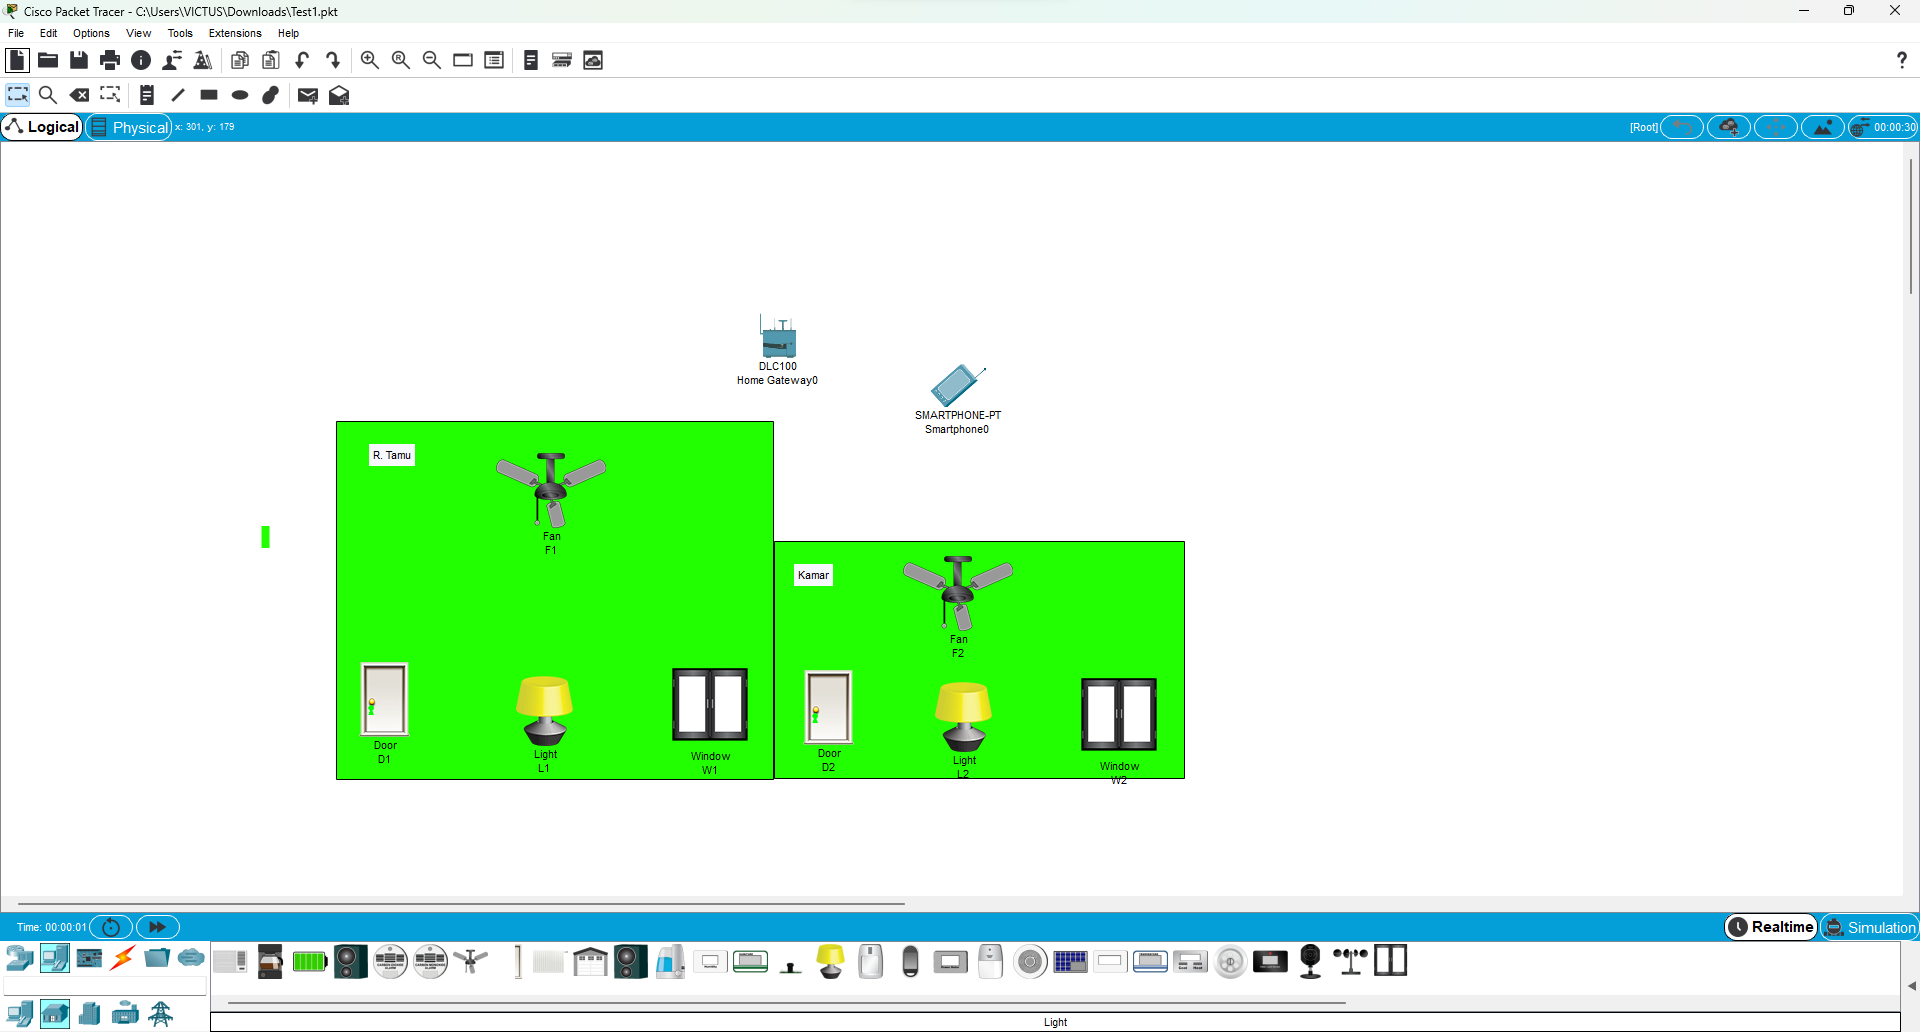 Cisco Packet Tracer - C:\Users\VICTUS\Downloads\Test1.pkt
File Edit Options View Tools Extensions Help
Logical Physical x: 301, y: 179 [Root] 00:00:30
DLC100
Home Gateway0
SMARTPHONE-PT
Smartphone0
R. Tamu
Fan
F1
Kamar
Fan
F2
Door
D1
Light
L1
Window
W1
Door
D2
Light
L2
Window
W2
Time: 00:00:01 Realtime Simulation
Light